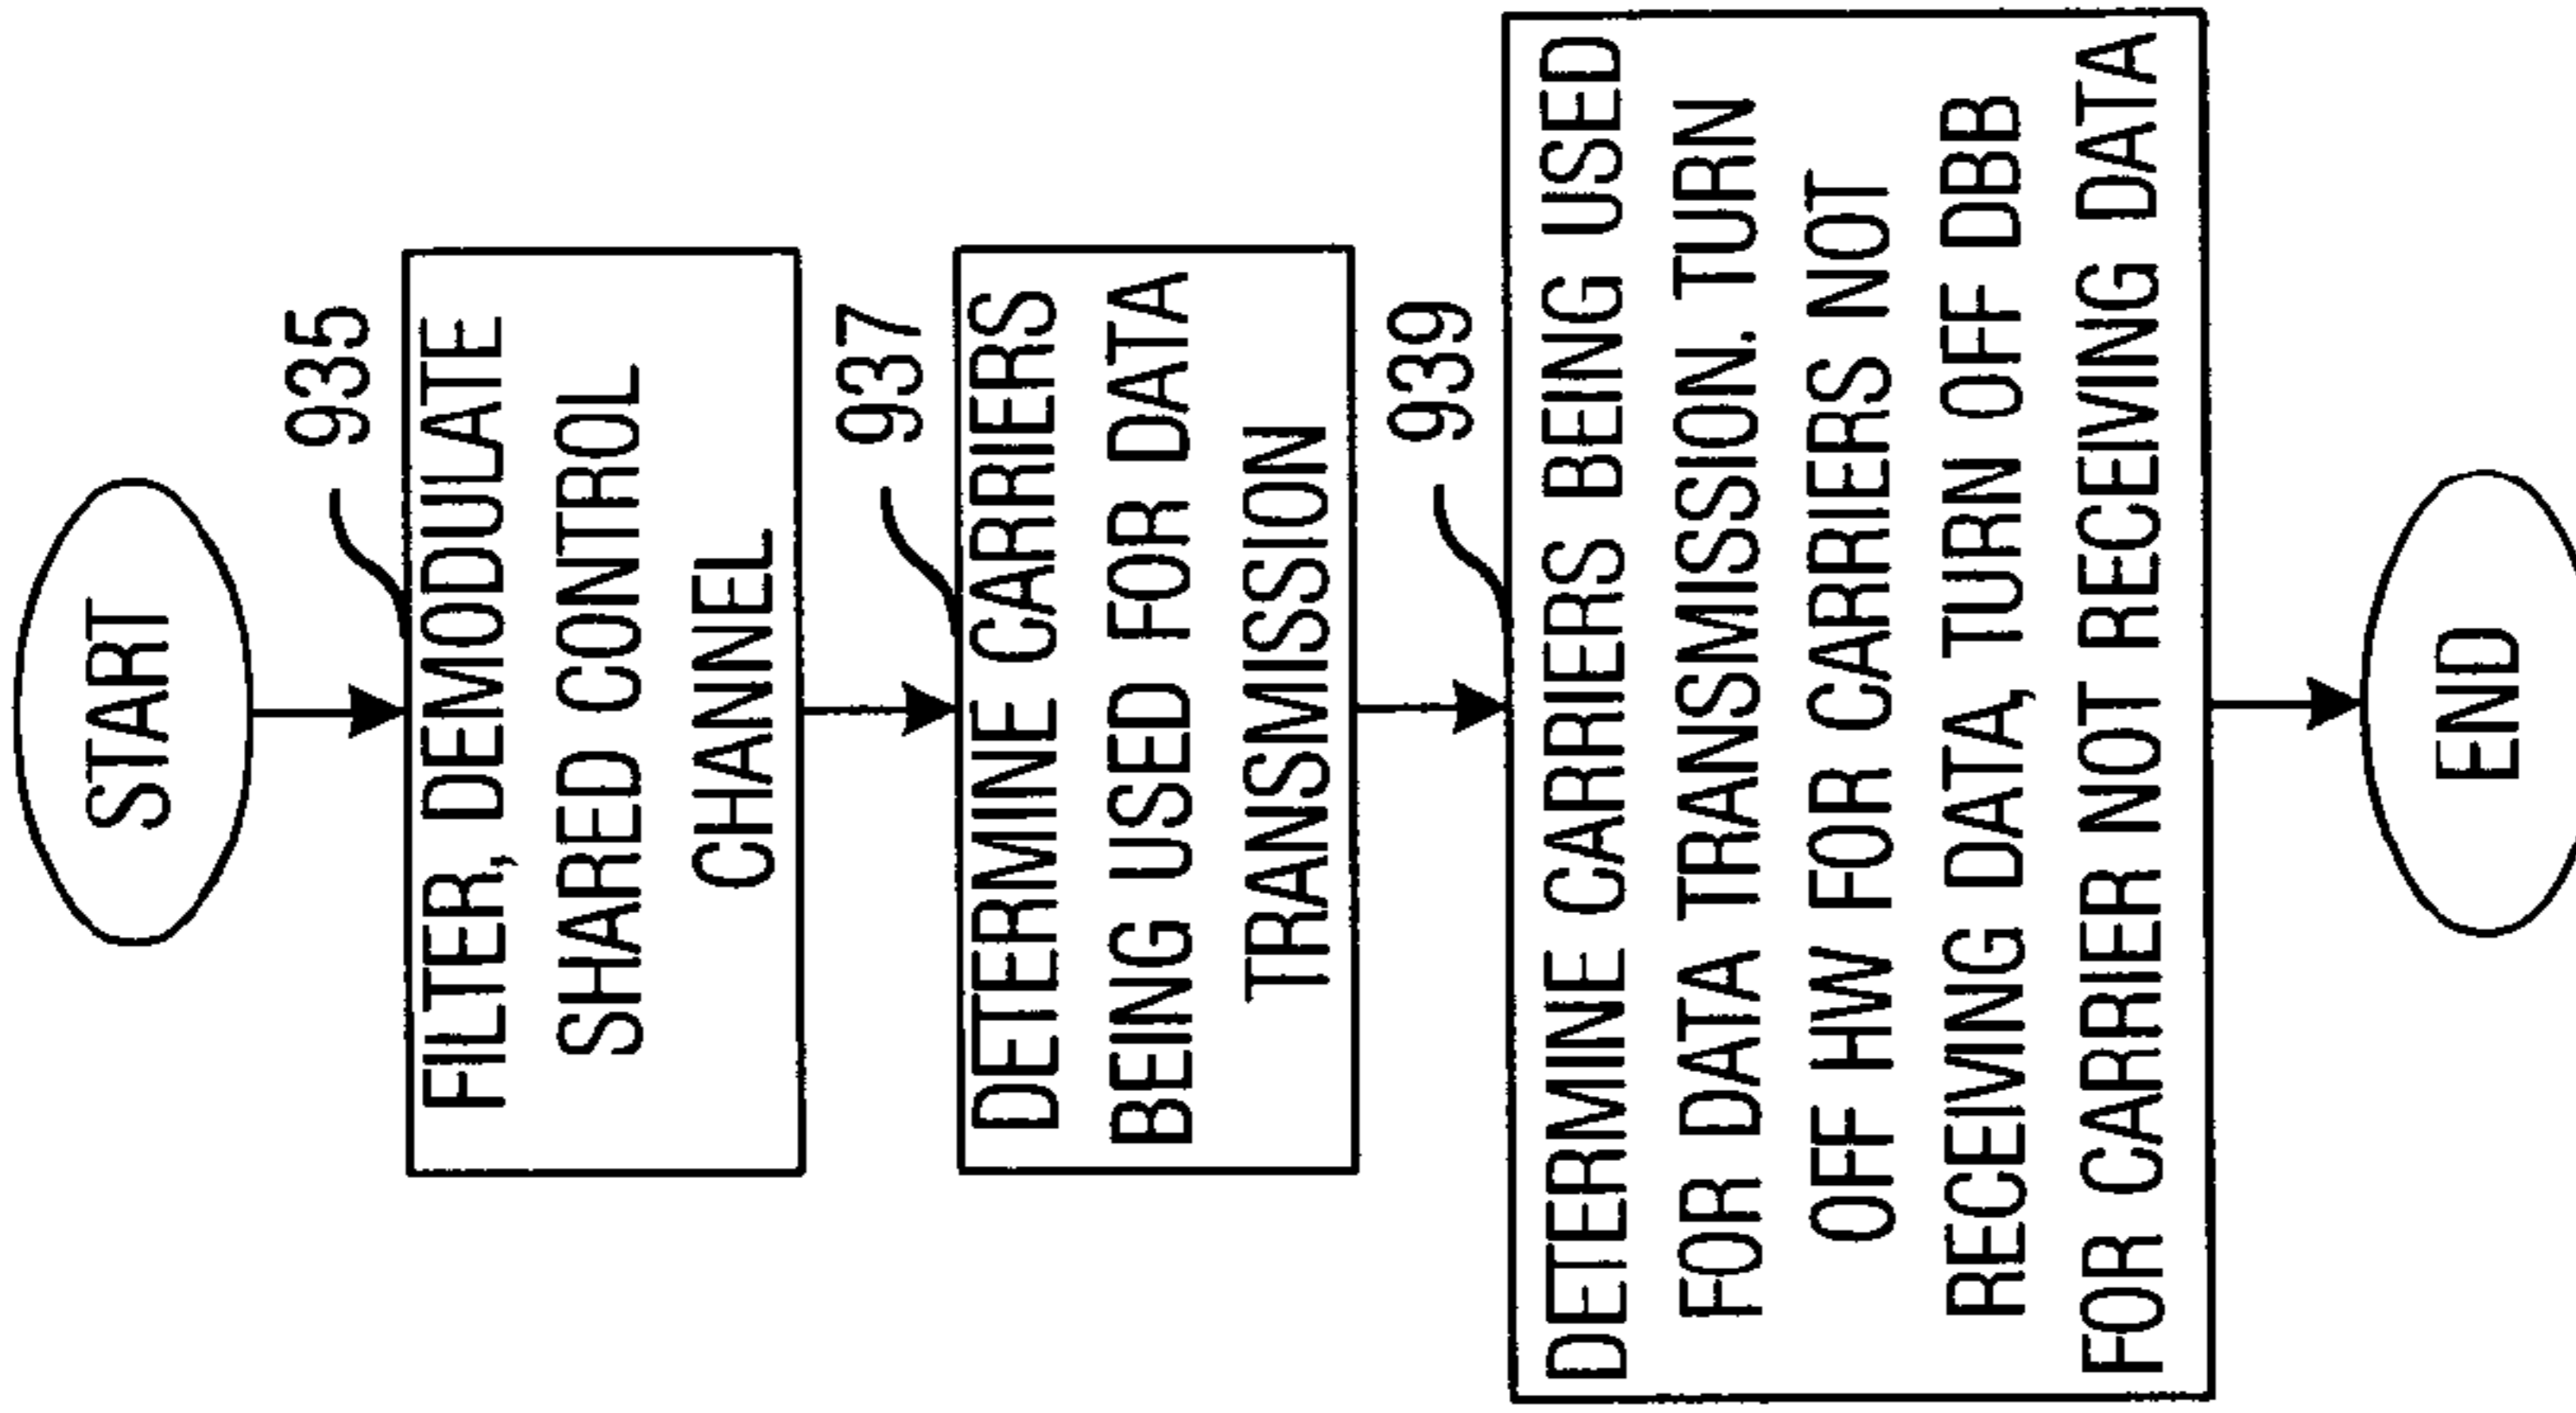 START
935
FILTER, DEMODULATE
SHARED CONTROL
CHANNEL
937
DETERMINE CARRIERS
BEING USED FOR DATA
TRANSMISSION
939
DETERMINE CARRIERS BEING USED
FOR DATA TRANSMISSION. TURN
OFF HW FOR CARRIERS NOT
RECEIVING DATA, TURN OFF DBB
FOR CARRIER NOT RECEIVING DATA
END